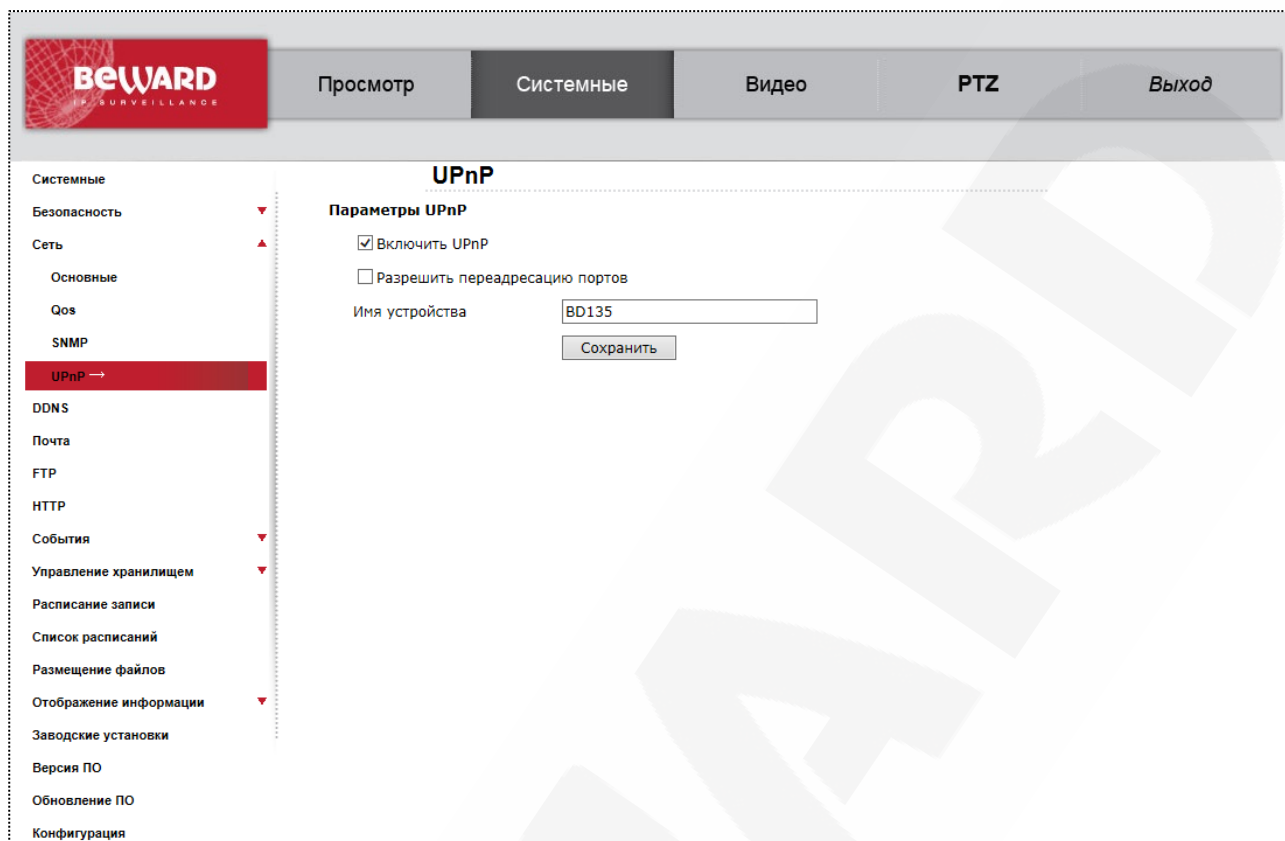 BEWARD
IP SURVEILLANCE
Просмотр
Системные
Видео
PTZ
Выход
Системные
Безопасность
Сеть
Основные
Qos
SNMP
UPnP →
DDNS
Почта
FTP
HTTP
События
Управление хранилищем
Расписание записи
Список расписаний
Размещение файлов
Отображение информации
Заводские установки
Версия ПО
Обновление ПО
Конфигурация
UPnP
Параметры UPnP
Включить UPnP
Разрешить переадресацию портов
Имя устройства
BD135
Сохранить
WARD